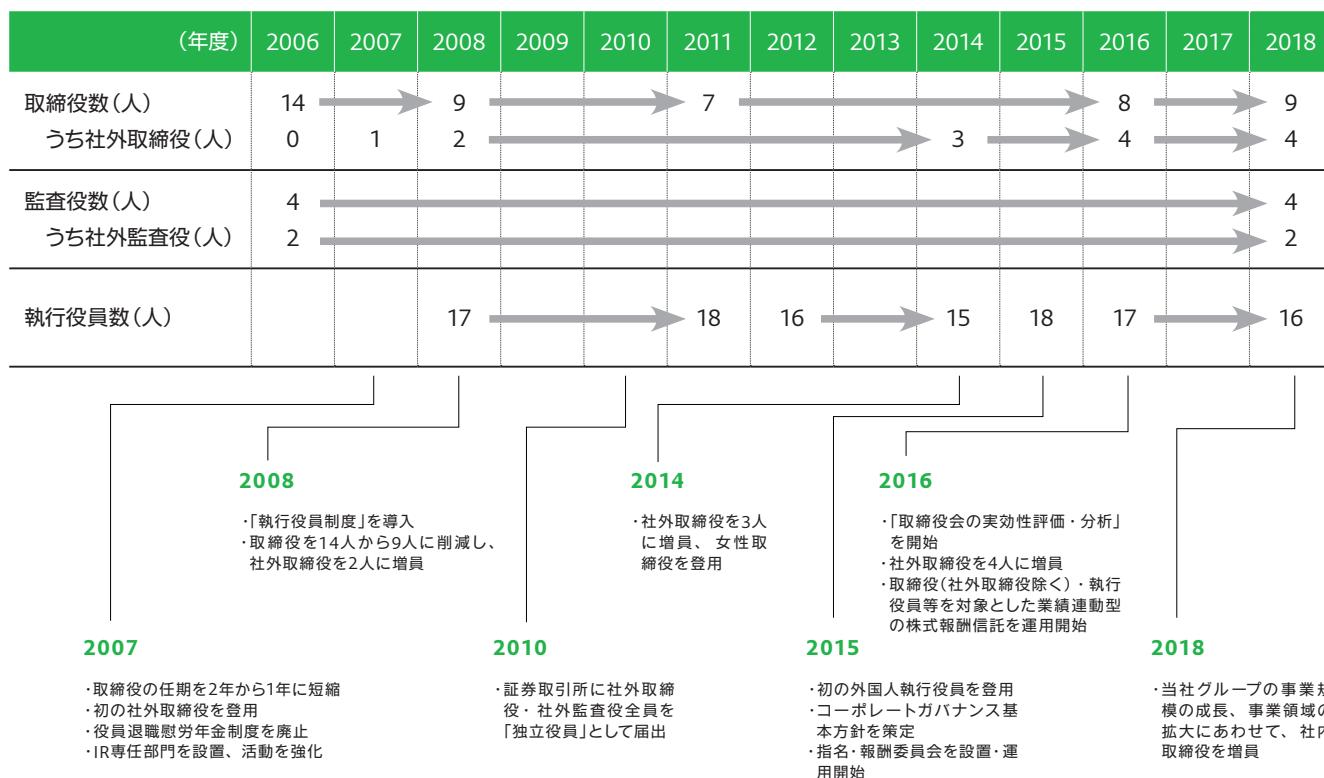 （年度） 2006 2007 2008 2009 2010 2011 2012 2013 2014 2015 2016 2017 2018
取締役数（人） 14 9 7 8 9
うち社外取締役（人） 0 1 2 3 4 4
監査役数（人） 4 4
うち社外監査役（人） 2 2
執行役員数（人） 17 18 16 15 18 17 16
2008
・「執行役員制度」を導入
・取締役を14人から9人に削減し、
社外取締役を2人に増員
2014
・社外取締役を3人
に増員、女性取
締役を登用
2016
・「取締役会の実効性評価・分析」
を開始
・社外取締役を4人に増員
・取締役（社外取締役除く）・執行
役員等を対象とした業績連動型
の株式報酬信託を運用開始
2007
・取締役の任期を2年から1年に短縮
・初の社外取締役を登用
・役員退職慰労年金制度を廃止
・IR専任部門を設置、活動を強化
2010
・証券取引所に社外取締
役・社外監査役全員を
「独立役員」として届出
2015
・初の外国人執行役員を登用
・コーポレートガバナンス基
本方針を策定
・指名・報酬委員会を設置・運
用開始
2018
・当社グループの事業規
模の成長、事業領域の
拡大にあわせて、社内
取締役を増員